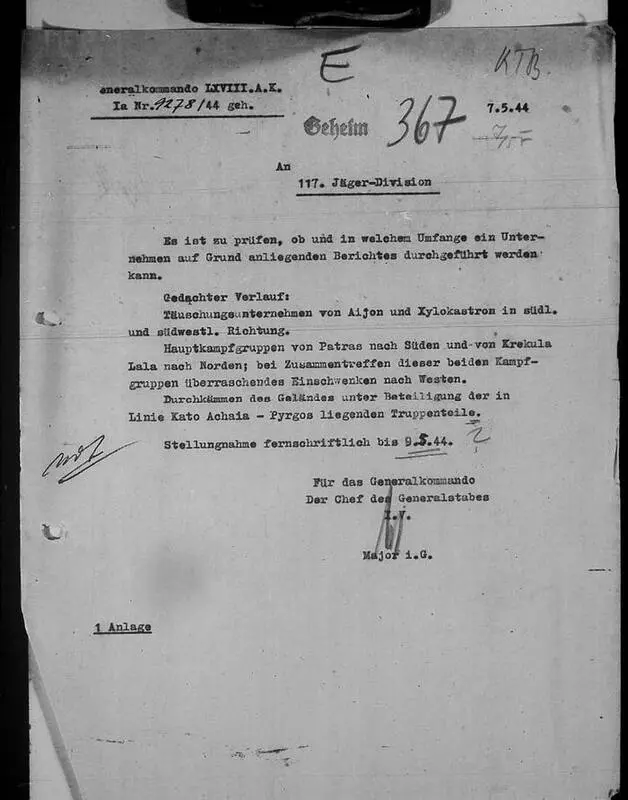 E
KTB.
eneralkommando LXVIII.A.K.
Ia Nr.4278/44 geh.
7.5.44
Geheim
367
An
117. Jäger-Division
Es ist zu prüfen, ob und in welchem Umfange ein Unter-
nehmen auf Grund anliegenden Berichtes durchgeführt werden
kann.
Gedachter Verlauf:
Täuschungsunternehmen von Aijon und Xylokastron in südl.
und südwestl. Richtung.
Hauptkampfgruppen von Patras nach Süden und von Krekula
Lala nach Norden; bei Zusammentreffen dieser beiden Kampf-
gruppen überraschendes Einschwenken nach Westen.
Durchkämmen des Geländes unter Beteiligung der in
Linie Kato Achaia - Pyrgos liegenden Truppenteile.
Stellungnahme fernschriftlich bis 9.5.44. ?
Für das Generalkommando
Der Chef des Generalstabes
I.V.
Major i.G.
1 Anlage